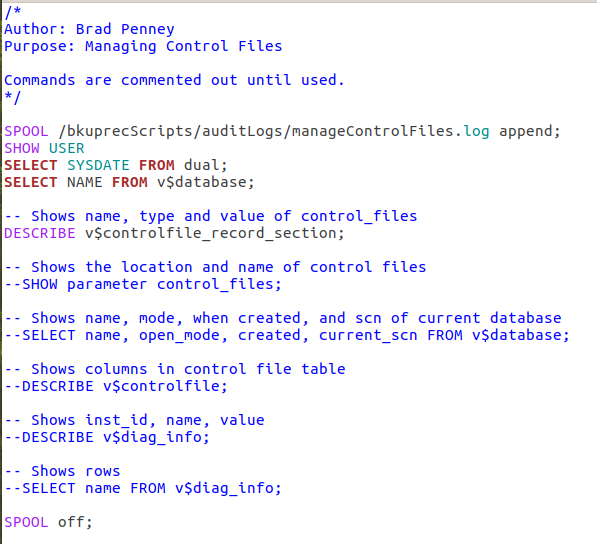 /*
Author: Brad Penney
Purpose: Managing Control Files
Commands are commented out until used.
*/
SPOOL /bkuprecScripts/auditLogs/manageControlFiles.log append;
SHOW USER
SELECT SYSDATE FROM dual;
SELECT NAME FROM v$database;
-- Shows name, type and value of control_files
DESCRIBE v$controlfile_record_section;
-- Shows the location and name of control files
--SHOW parameter control_files;
-- Shows name, mode, when created, and scn of current database
--SELECT name, open_mode, created, current_scn FROM v$database;
-- Shows columns in control file table
--DESCRIBE v$controlfile;
-- Shows inst_id, name, value
--DESCRIBE v$diag_info;
-- Shows rows
--SELECT name FROM v$diag_info;
SPOOL off;